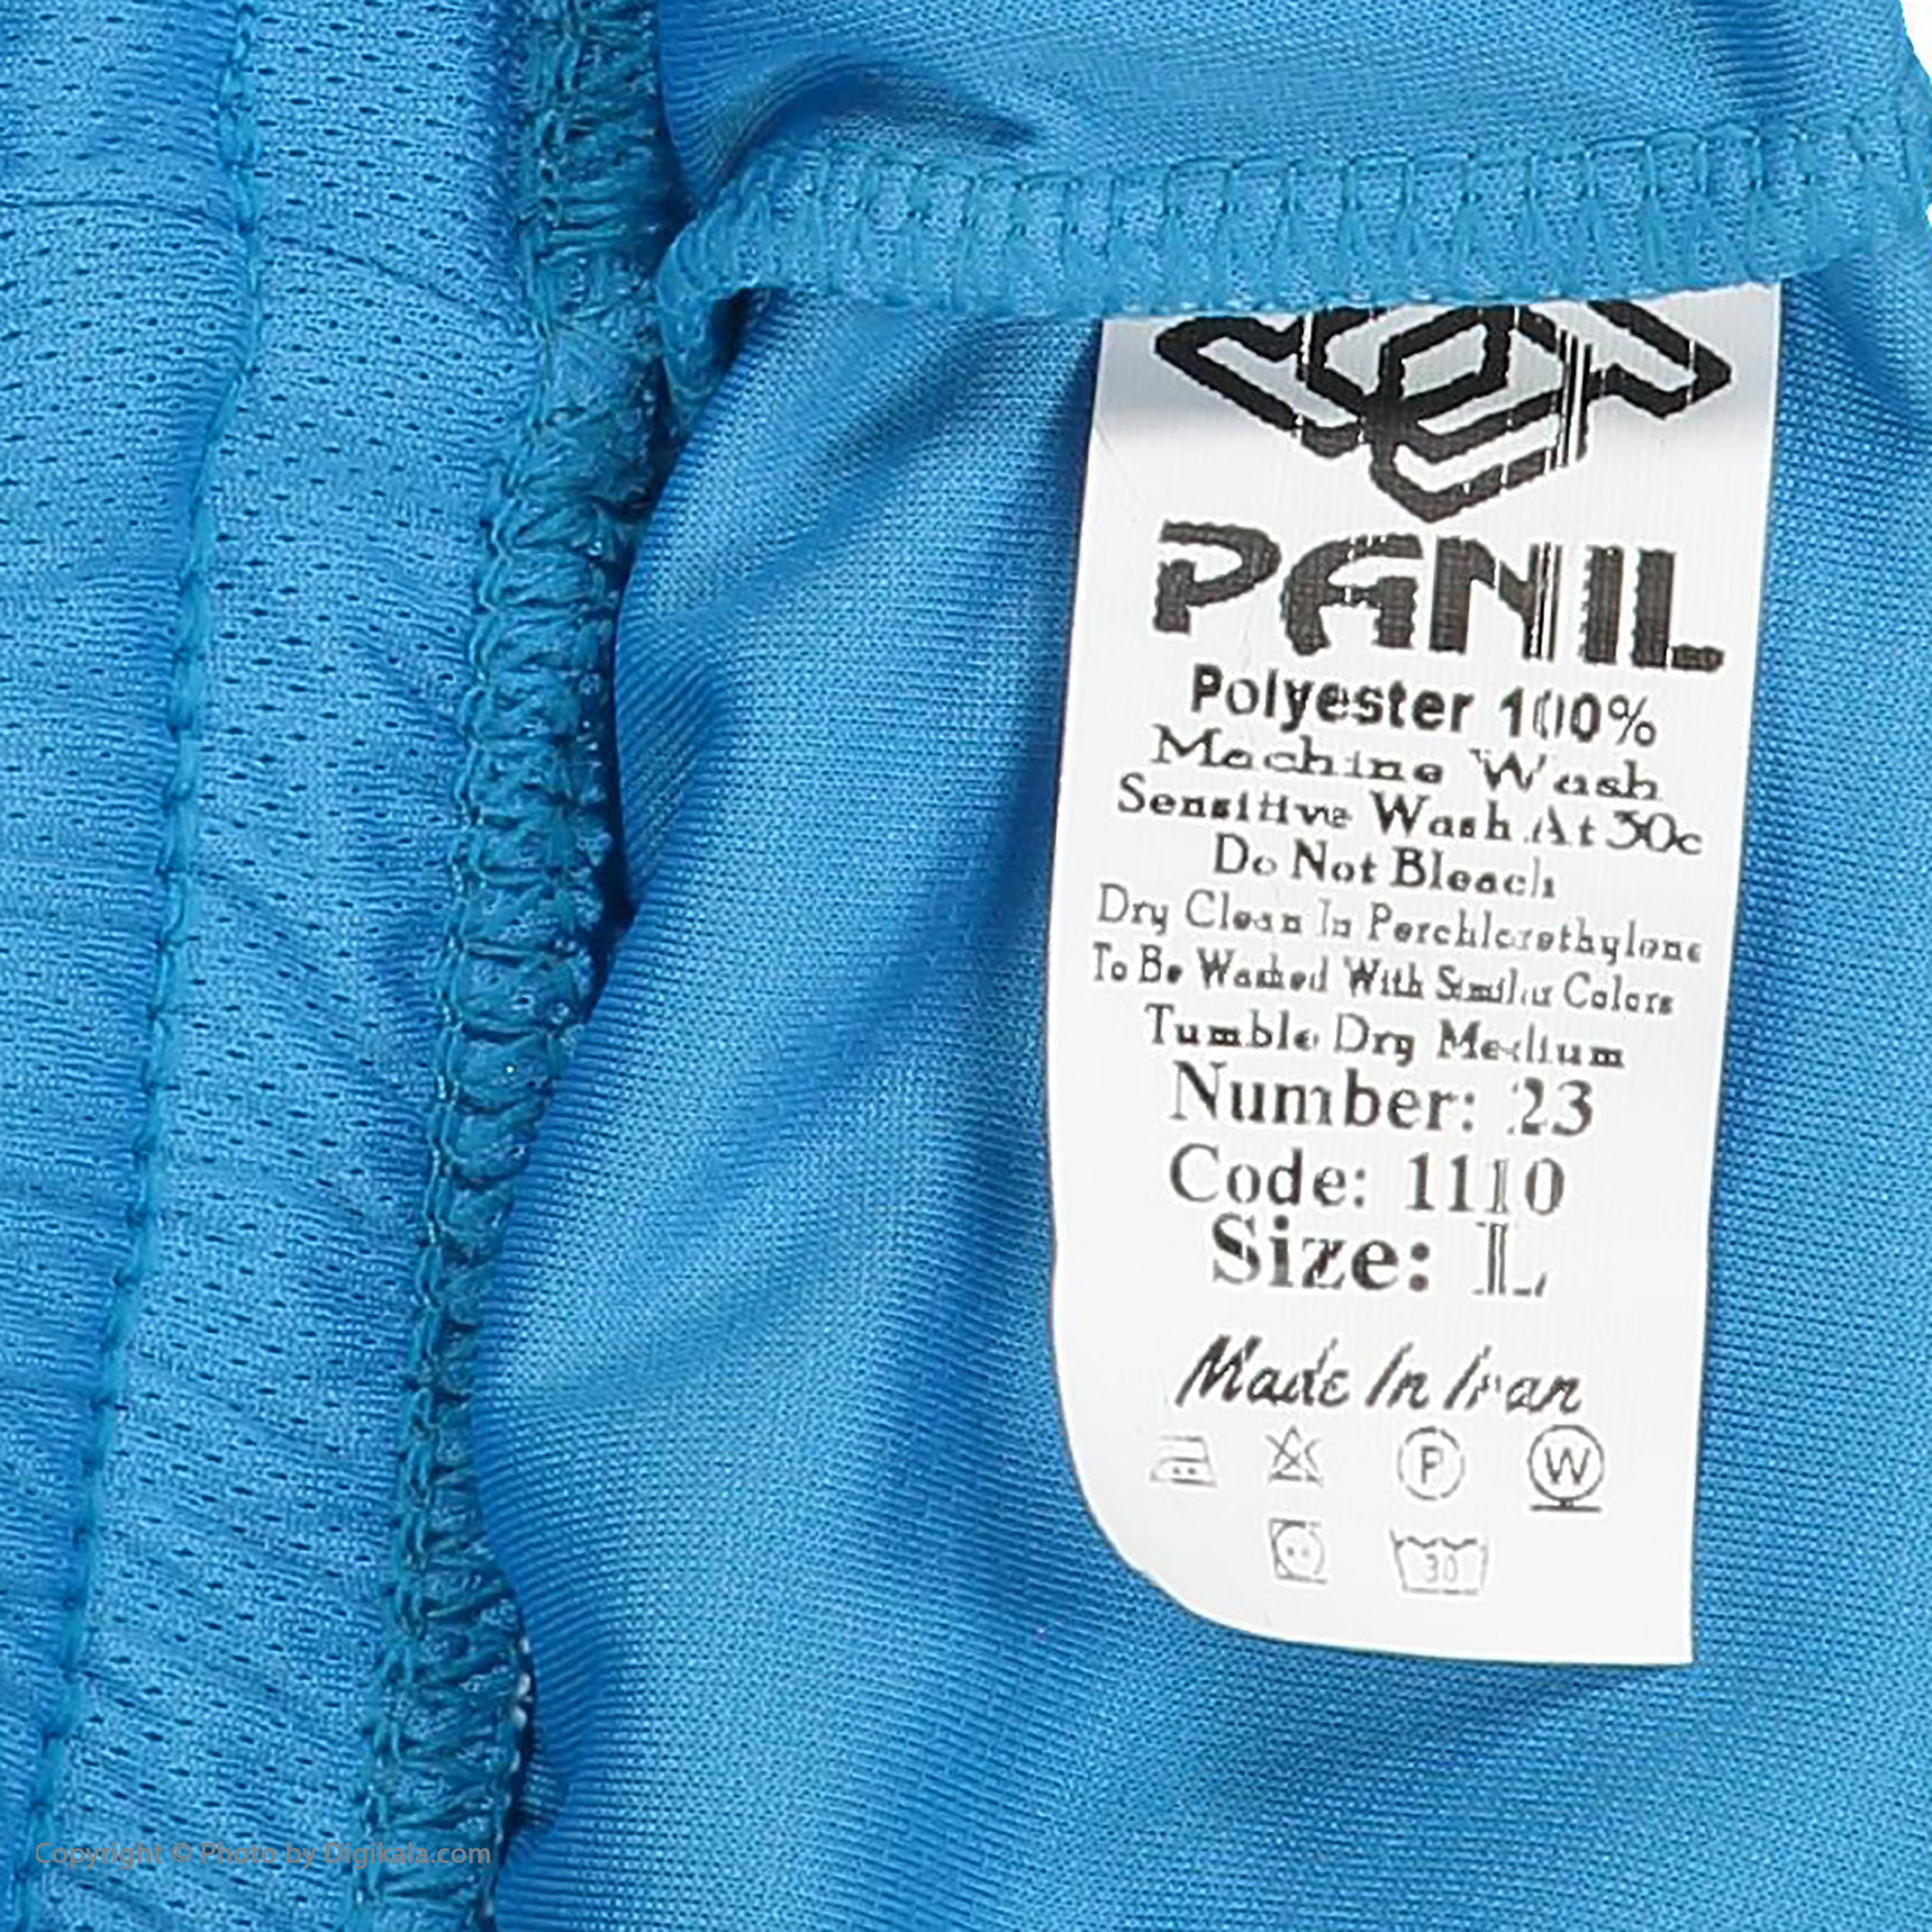 PANIL
Polyester 100%
Machine Wash
Sensitive Wash At 30c
Do Not Bleach
Dry Clean In Perchlorethylone
To Be Washed With Similar Colors
Tumble Dry Medium
Number: 23
Code: 1110
Size: L
Made In Iran
P W
30
Copyright © Photo by Digikala.com